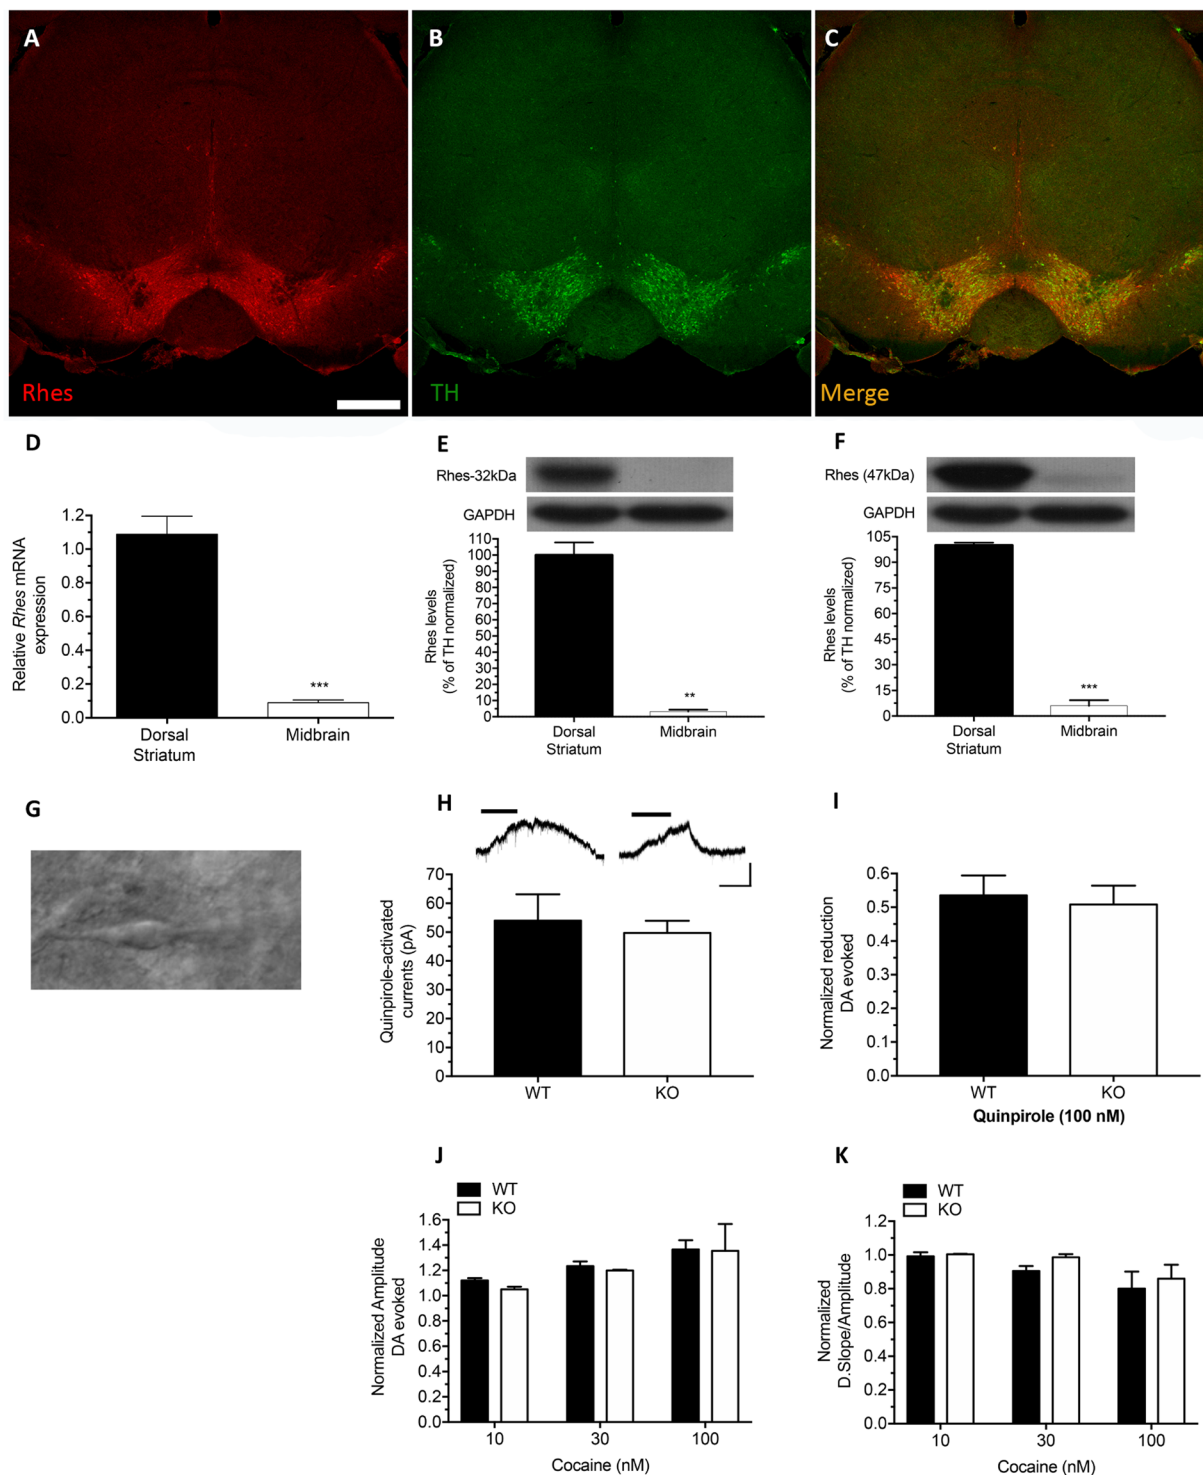 A
B
C
Rhes
TH
Merge
D
Relative Rhes mRNA
expression
1.2
1.0
0.8
0.6
0.4
0.2
0.0
***
Dorsal
Striatum
Midbrain
E
Rhes-32kDa
GAPDH
Rhes levels
(% of TH normalized)
110
100
90
80
70
60
50
40
30
20
10
0
**
Dorsal
Striatum
Midbrain
F
Rhes (47kDa)
GAPDH
Rhes levels
(% of TH normalized)
105
90
75
60
45
30
15
0
***
Dorsal
Striatum
Midbrain
G
H
Quinpirole-activated
currents (pA)
70
60
50
40
30
20
10
0
WT
KO
I
Normalized reduction
DA evoked
0.6
0.5
0.4
0.3
0.2
0.1
0.0
WT
KO
Quinpirole (100 nM)
J
WT
KO
Normalized Amplitude
DA evoked
1.6
1.4
1.2
1.0
0.8
0.6
0.4
0.2
0.0
10
30
100
Cocaine (nM)
K
WT
KO
Normalized
D.Slope/Amplitude
1.2
1.0
0.8
0.6
0.4
0.2
0.0
10
30
100
Cocaine (nM)